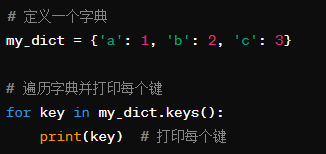 # 定义一个字典
my_dict = {'a': 1, 'b': 2, 'c': 3}
# 遍历字典并打印每个键
for key in my_dict.keys():
    print(key)  # 打印每个键